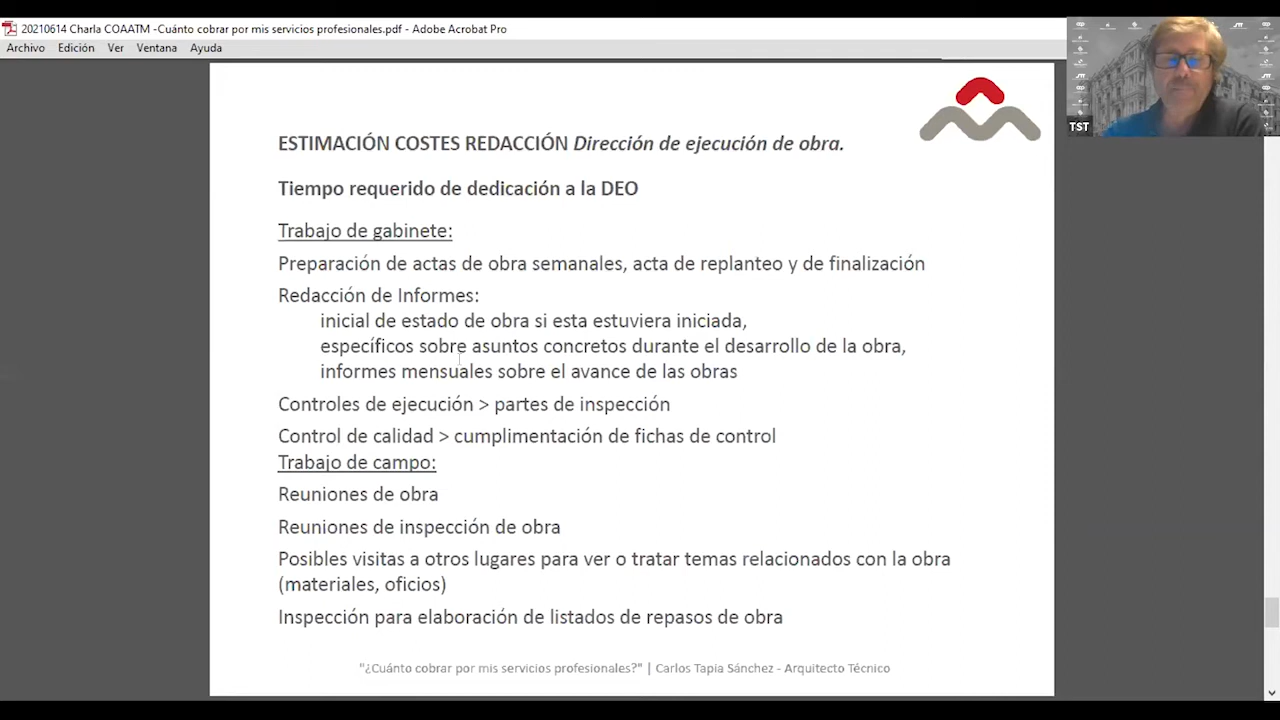 20210614 Charla COAATM -Cuánto cobrar por mis servicios profesionales.pdf - Adobe Acrobat Pro
Archivo Edición Ver Ventana Ayuda
TST
ESTIMACIÓN COSTES REDACCIÓN Dirección de ejecución de obra.
Tiempo requerido de dedicación a la DEO
Trabajo de gabinete:
Preparación de actas de obra semanales, acta de replanteo y de finalización
Redacción de Informes:
inicial de estado de obra si esta estuviera iniciada,
específicos sobre asuntos concretos durante el desarrollo de la obra,
informes mensuales sobre el avance de las obras
Controles de ejecución > partes de inspección
Control de calidad > cumplimentación de fichas de control
Trabajo de campo:
Reuniones de obra
Reuniones de inspección de obra
Posibles visitas a otros lugares para ver o tratar temas relacionados con la obra
(materiales, oficios)
Inspección para elaboración de listados de repasos de obra
"¿Cuánto cobrar por mis servicios profesionales?" | Carlos Tapia Sánchez - Arquitecto Técnico